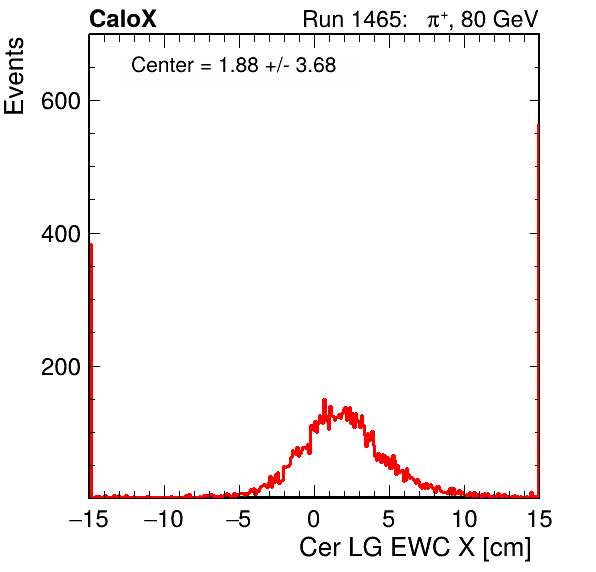 CaloX Run 1465: π⁺, 80 GeV
Center = 1.88 +/- 3.68
Events
600
400
200
−15 −10 −5 0 5 10 15
Cer LG EWC X [cm]